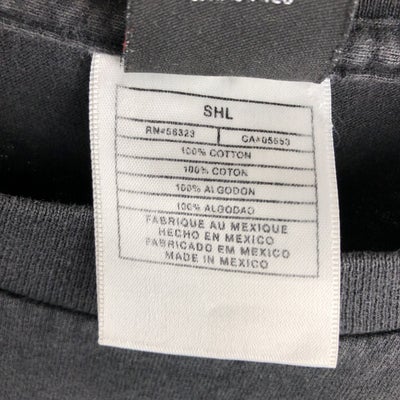 SHL
RN#56323 CA#05553
100% COTTON
100% COTON
100% ALGODON
100% ALGODAO
FABRIQUE AU MEXIQUE
HECHO EN MEXICO
FABRICADO EM MEXICO
MADE IN MEXICO